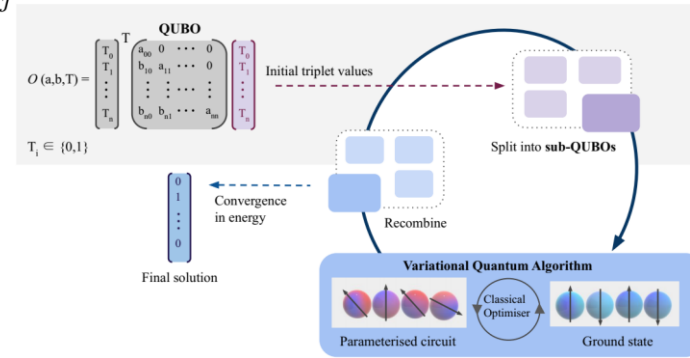 QUBO
O (a,b,T) =
T
T₀ a₀₀ 0 ··· 0 T₀
T₁ b₁₀ a₁₁ ··· 0 T₁
⋮ ⋮ ⋮ ⋮ ⋮
Tₙ bₙ₀ bₙ₁ ··· aₙₙ Tₙ
Tᵢ ∈ {0,1}
Initial triplet values
Split into sub-QUBOs
Recombine
Convergence
in energy
0
1
⋮
0
Final solution
Variational Quantum Algorithm
Classical
Optimiser
Parameterised circuit
Ground state